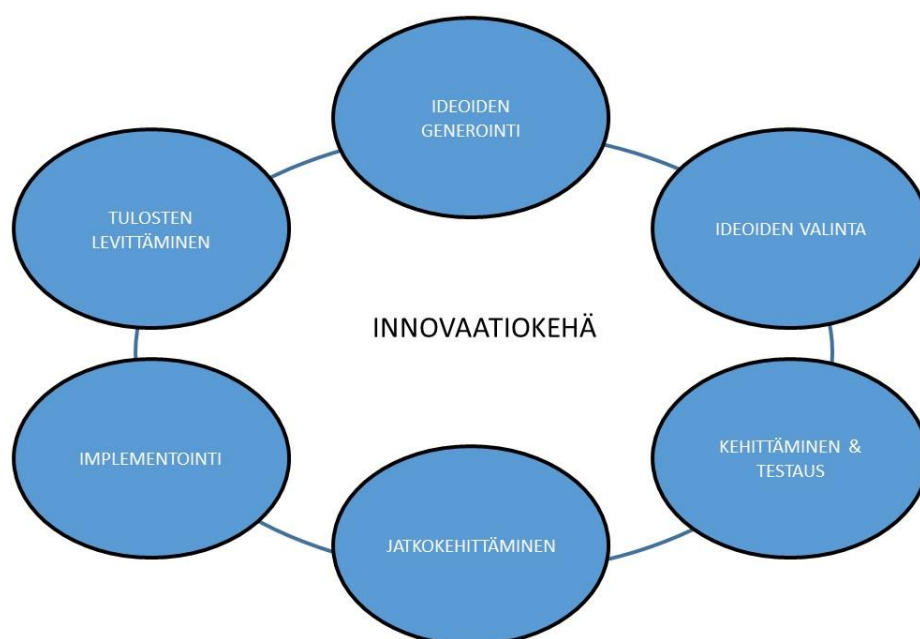 IDEOIDEN
GENEROINTI
IDEOIDEN VALINTA
KEHITTÄMINEN &
TESTAUS
JATKOKEHITTÄMINEN
IMPLEMENTOINTI
TULOSTEN
LEVITTÄMINEN
INNOVAATIOKEHÄ